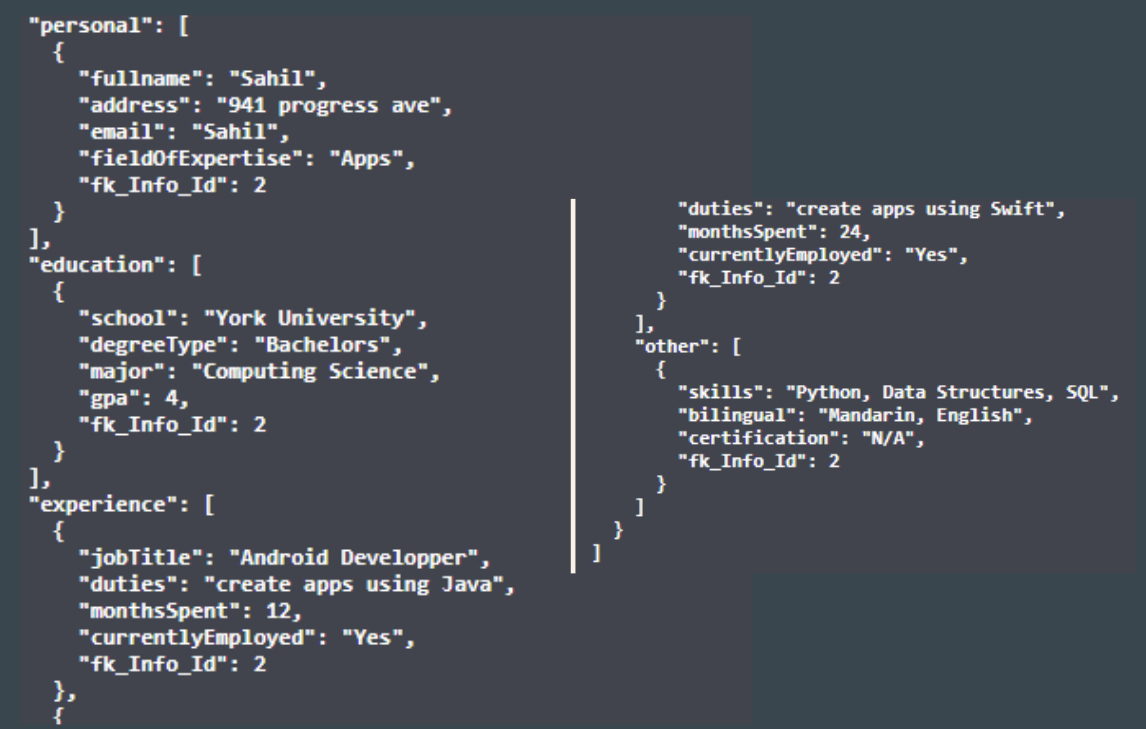 "personal": [
{
"fullname": "Sahil",
"address": "941 progress ave",
"email": "Sahil",
"fieldOfExpertise": "Apps",
"fk_Info_Id": 2
}
],
"education": [
{
"school": "York University",
"degreeType": "Bachelors",
"major": "Computing Science",
"gpa": 4,
"fk_Info_Id": 2
}
],
"experience": [
{
"jobTitle": "Android Developper",
"duties": "create apps using Java",
"monthsSpent": 12,
"currentlyEmployed": "Yes",
"fk_Info_Id": 2
},
{
"duties": "create apps using Swift",
"monthsSpent": 24,
"currentlyEmployed": "Yes",
"fk_Info_Id": 2
}
],
"other": [
{
"skills": "Python, Data Structures, SQL",
"bilingual": "Mandarin, English",
"certification": "N/A",
"fk_Info_Id": 2
}
]
}
]